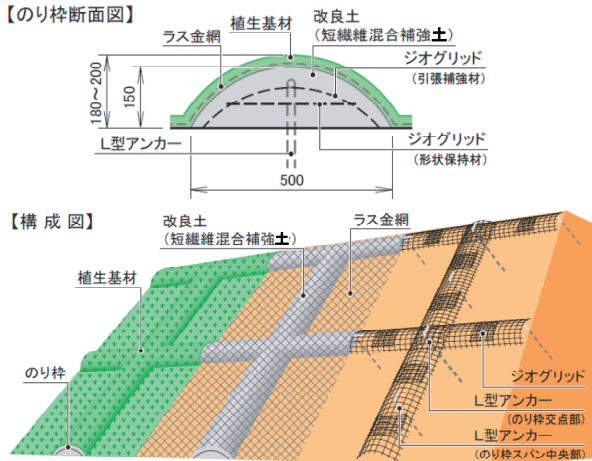 【のり枠断面図】
植生基材
改良土
(短繊維混合補強土)
ラス金網
ジオグリッド
(引張補強材)
180～200
150
L型アンカー
ジオグリッド
(形状保持材)
500
【構成図】
改良土
(短繊維混合補強土)
ラス金網
植生基材
のり枠
ジオグリッド
L型アンカー
(のり枠交点部)
L型アンカー
(のり枠スパン中央部)